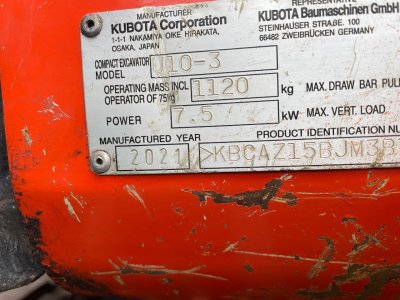 MANUFACTURER
KUBOTA Corporation
1-1-1 NAKAMIYA OIKE HIRAKATA,
OSAKA, JAPAN
REPRESENTATIVE
KUBOTA Baumaschinen GmbH
STEINHAUSER STRAßE 100
66482 ZWEIBRÜCKEN GERMANY
COMPACT EXCAVATOR
MODEL U10-3
OPERATING MASS INCL
OPERATOR OF 75kg 1120 kg MAX. DRAW BAR PULL
POWER 7.5 kW MAX. VERT. LOAD
MANUFACTURED YEAR PRODUCT IDENTIFICATION
2021 >KBCAZ15BJM3B